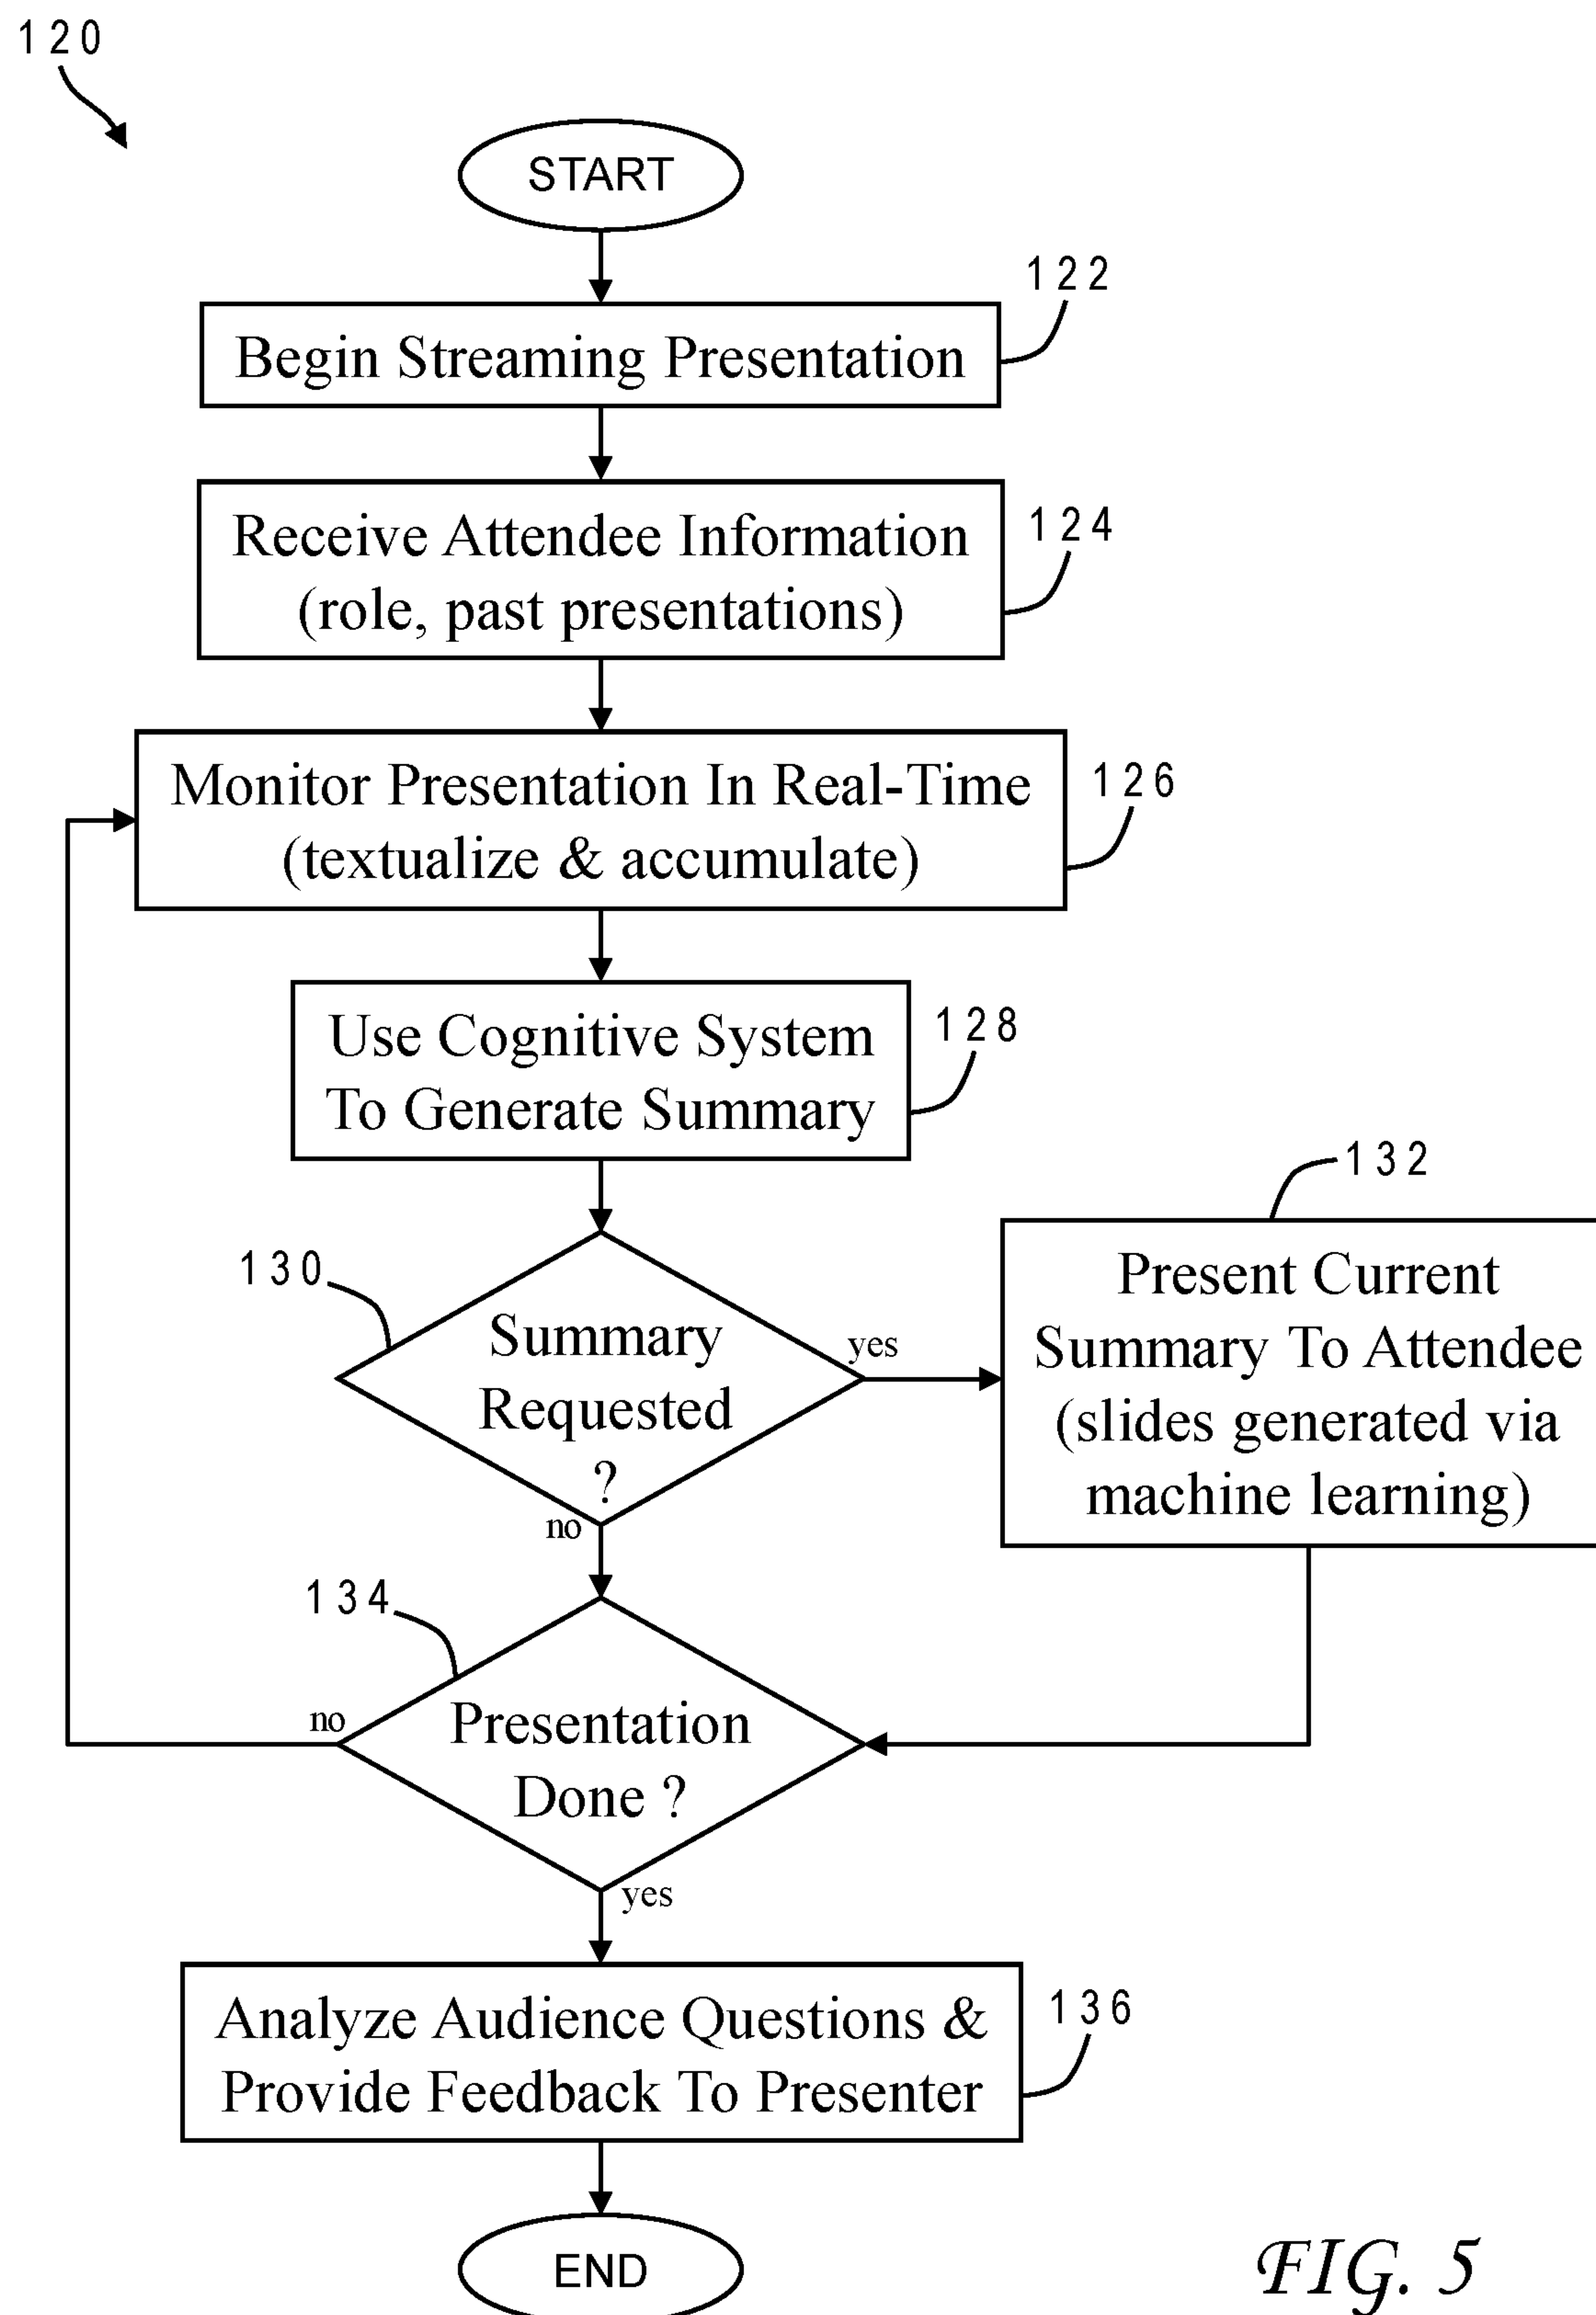 120
START
122
Begin Streaming Presentation
124
Receive Attendee Information
(role, past presentations)
126
Monitor Presentation In Real-Time
(textualize & accumulate)
128
Use Cognitive System
To Generate Summary
130
Summary
Requested
?
yes
no
132
Present Current
Summary To Attendee
(slides generated via
machine learning)
134
Presentation
Done ?
no
yes
136
Analyze Audience Questions &
Provide Feedback To Presenter
END
FIG. 5